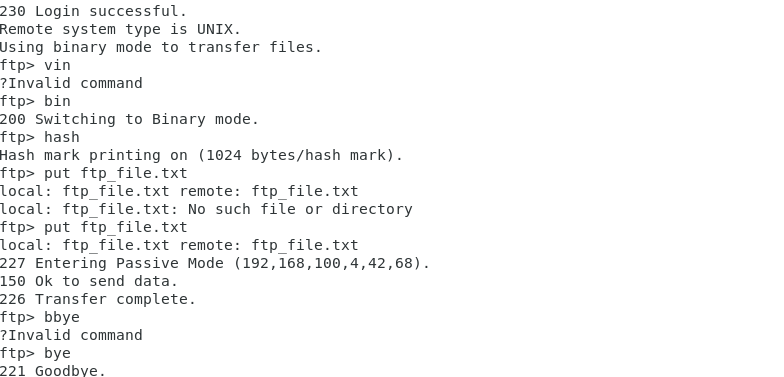 230 Login successful.
Remote system type is UNIX.
Using binary mode to transfer files.
ftp> vin
?Invalid command
ftp> bin
200 Switching to Binary mode.
ftp> hash
Hash mark printing on (1024 bytes/hash mark).
ftp> put ftp_file.txt
local: ftp_file.txt remote: ftp_file.txt
local: ftp_file.txt: No such file or directory
ftp> put ftp_file.txt
local: ftp_file.txt remote: ftp_file.txt
227 Entering Passive Mode (192,168,100,4,42,68).
150 Ok to send data.
226 Transfer complete.
ftp> bbye
?Invalid command
ftp> bye
221 Goodbye.